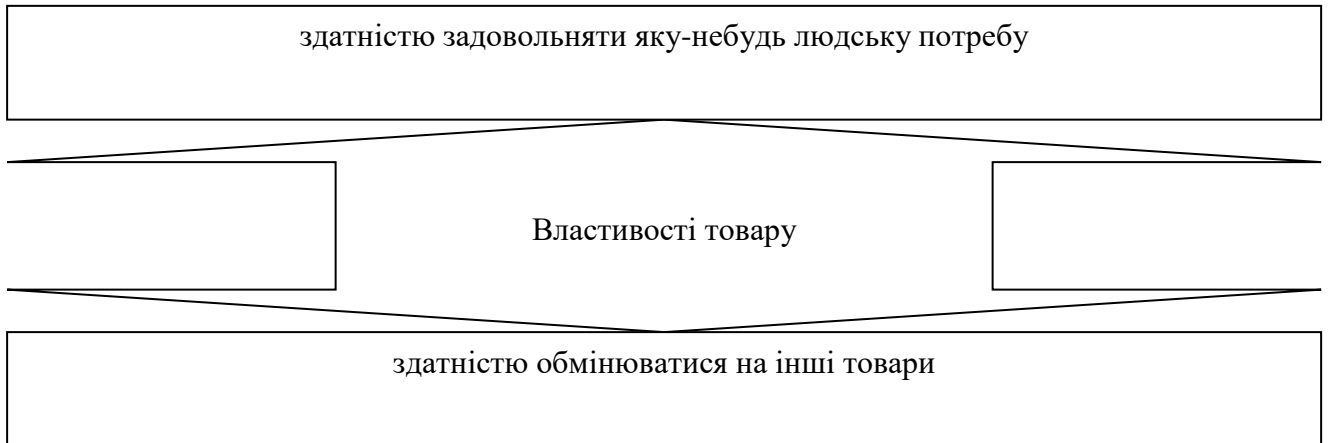 здатністю задовольняти яку-небудь людську потребу
Властивості товару
здатністю обмінюватися на інші товари